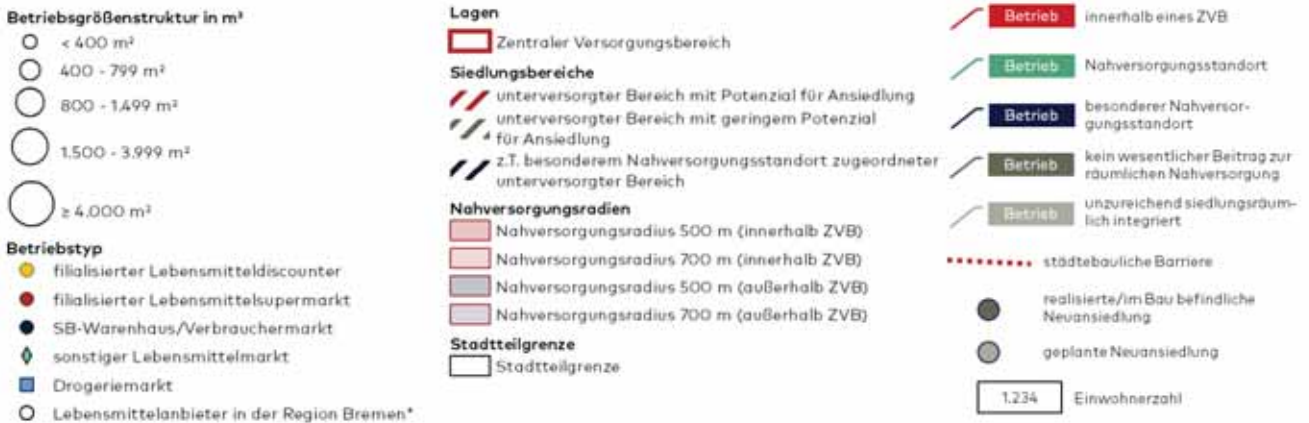 Betriebsgrößenstruktur in m²
< 400 m²
400 - 799 m²
800 - 1.499 m²
1.500 - 3.999 m²
≥ 4.000 m²
Betriebstyp
filialisierter Lebensmitteldiscounter
filialisierter Lebensmittelsupermarkt
SB-Warenhaus/Verbrauchermarkt
sonstiger Lebensmittelmarkt
Drogeriemarkt
Lebensmittelanbieter in der Region Bremen*
Lagen
Zentraler Versorgungsbereich
Siedlungsbereiche
unterversorgter Bereich mit Potenzial für Ansiedlung
unterversorgter Bereich mit geringem Potenzial
für Ansiedlung
z.T. besonderem Nahversorgungsstandort zugeordneter
unterversorgter Bereich
Nahversorgungsradien
Nahversorgungsradius 500 m (innerhalb ZVB)
Nahversorgungsradius 700 m (innerhalb ZVB)
Nahversorgungsradius 500 m (außerhalb ZVB)
Nahversorgungsradius 700 m (außerhalb ZVB)
Stadtteilgrenze
Stadtteilgrenze
Betrieb innerhalb eines ZVB
Betrieb Nahversorgungsstandort
Betrieb besonderer Nahversor-
gungsstandort
Betrieb kein wesentlicher Beitrag zur
räumlichen Nahversorgung
Betrieb unzureichend siedlungsräum-
lich integriert
städtebauliche Barriere
realisierte/im Bau befindliche
Neuansiedlung
geplante Neuansiedlung
1.234 Einwohnerzahl